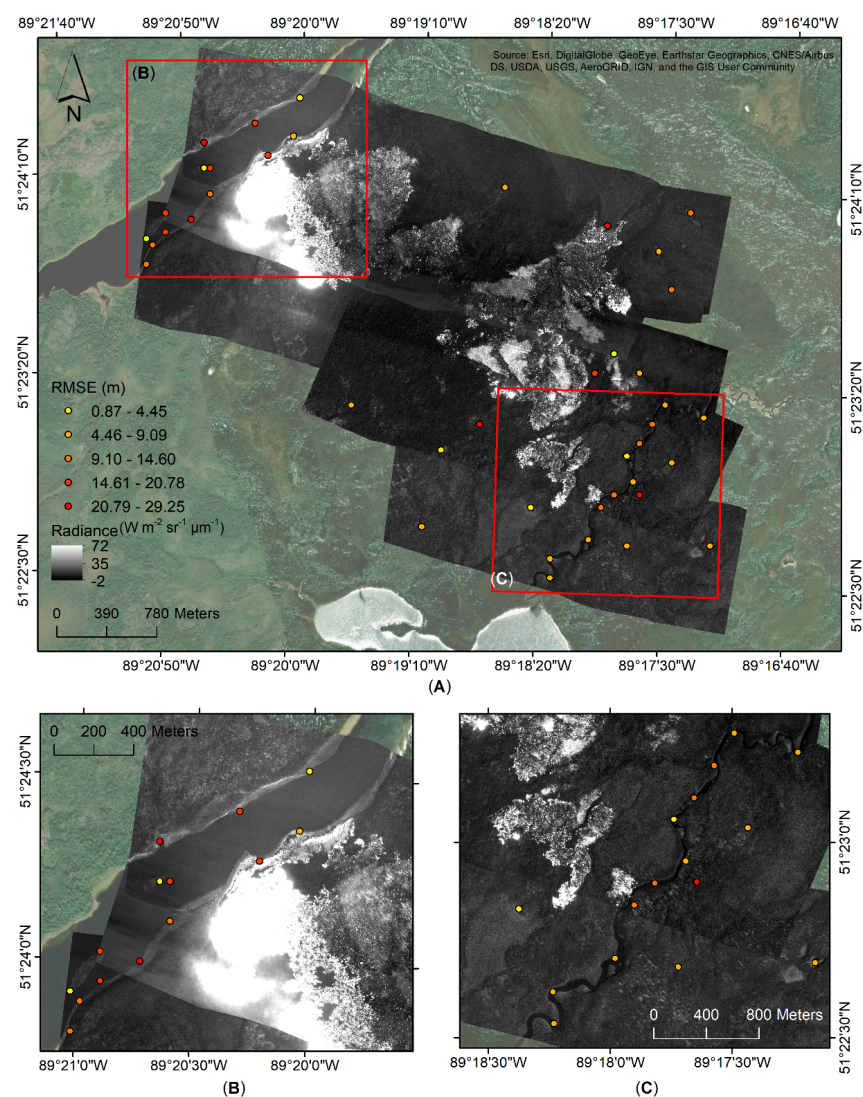 89°21'40"W 89°20'50"W 89°20'0"W 89°19'10"W 89°18'20"W 89°17'30"W 89°16'40"W
Source: Esri, DigitalGlobe, GeoEye, Earthstar Geographics, CNES/Airbus
DS, USDA, USGS, AeroGRID, IGN, and the GIS User Community
(B)
N
51°24'10"N 51°24'10"N
51°23'20"N 51°23'20"N
RMSE (m)
0.87 - 4.45
4.46 - 9.09
9.10 - 14.60
14.61 - 20.78
20.79 - 29.25
Radiance (W m⁻² sr⁻¹ µm⁻¹)
72
35
-2
51°22'30"N 51°22'30"N
(C)
0 390 780 Meters
89°20'50"W 89°20'0"W 89°19'10"W 89°18'20"W 89°17'30"W 89°16'40"W
(A)
0 200 400 Meters
51°24'30"N
51°24'0"N
51°23'0"N
0 400 800 Meters
51°22'30"N
89°21'0"W 89°20'30"W 89°20'0"W
89°18'30"W 89°18'0"W 89°17'30"W
(B) (C)